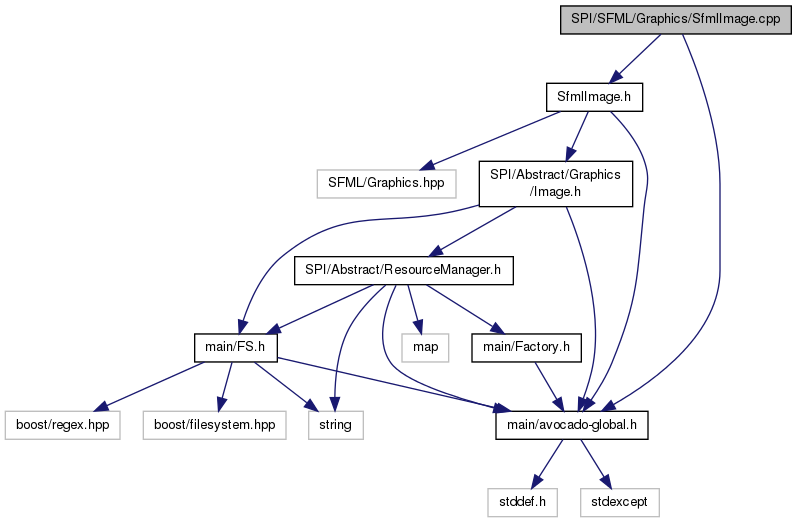 SPI/SFML/Graphics/SfmlImage.cpp
SfmlImage.h
SFML/Graphics.hpp
SPI/Abstract/Graphics
/Image.h
SPI/Abstract/ResourceManager.h
main/FS.h
map
main/Factory.h
boost/regex.hpp
boost/filesystem.hpp
string
main/avocado-global.h
stddef.h
stdexcept